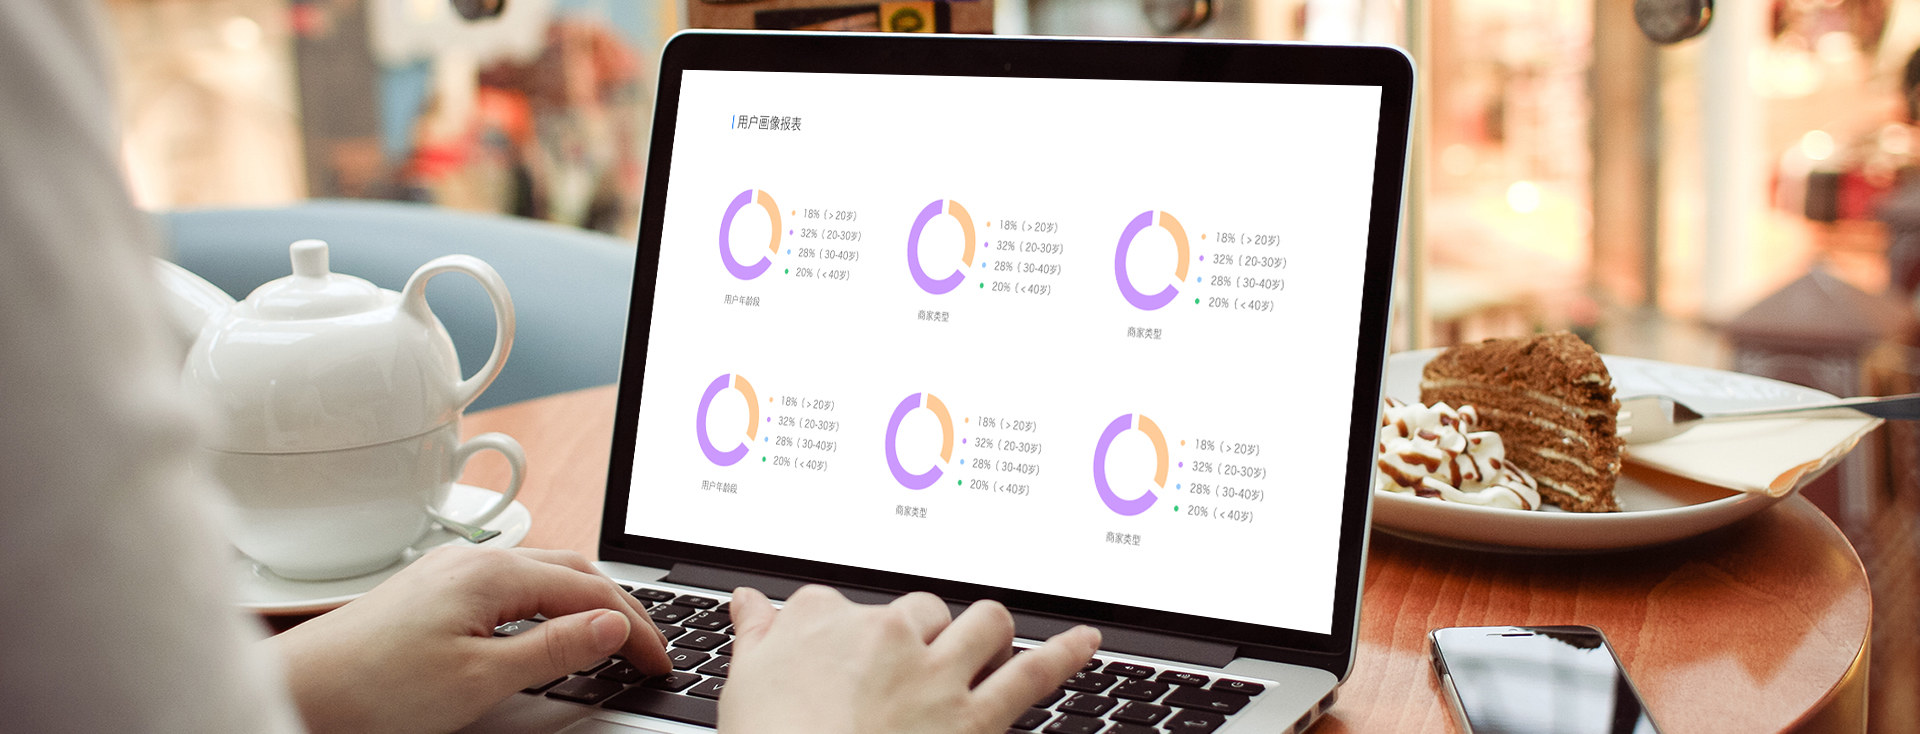 用户画像报表
18%（ > 20岁）
32%（ 20-30岁）
28%（ 30-40岁）
20%（ < 40岁）
用户年龄段
18%（ > 20岁）
32%（ 20-30岁）
28%（ 30-40岁）
20%（ < 40岁）
商家类型
18%（ > 20岁）
32%（ 20-30岁）
28%（ 30-40岁）
20%（ < 40岁）
商家类型
18%（ > 20岁）
32%（ 20-30岁）
28%（ 30-40岁）
20%（ < 40岁）
用户年龄段
18%（ > 20岁）
32%（ 20-30岁）
28%（ 30-40岁）
20%（ < 40岁）
商家类型
18%（ > 20岁）
32%（ 20-30岁）
28%（ 30-40岁）
20%（ < 40岁）
商家类型